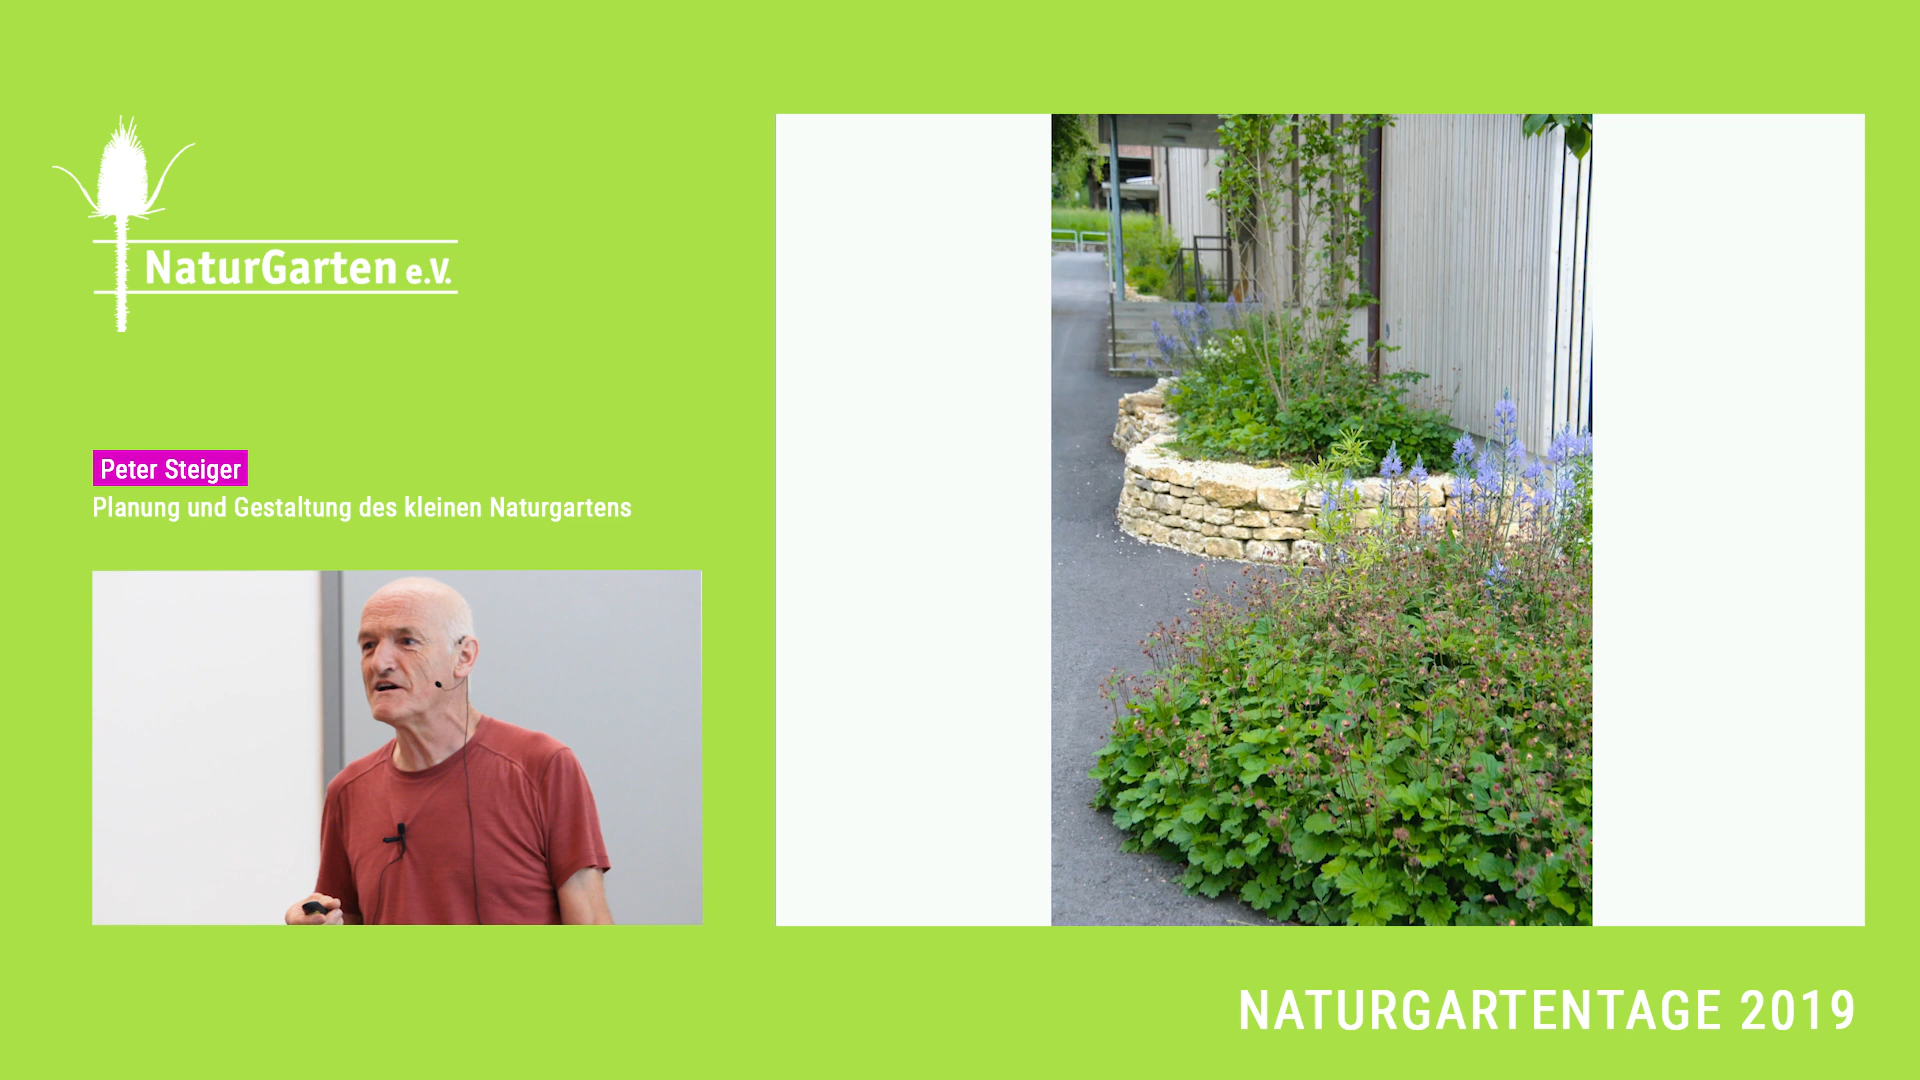 NaturGarten e.V.
Peter Steiger
Planung und Gestaltung des kleinen Naturgartens
NATURGARTENTAGE 2019